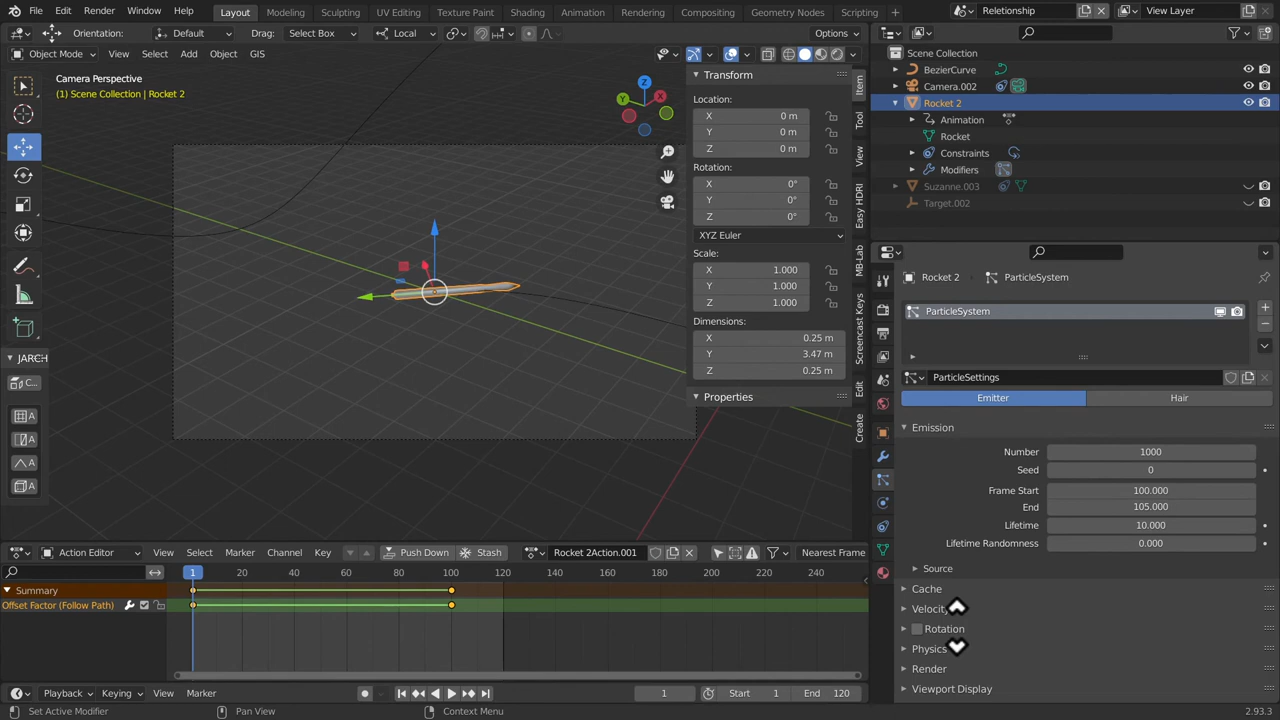 File Edit Render Window Help Layout Modeling Sculpting UV Editing Texture Paint Shading Animation Rendering Compositing Geometry Nodes Scripting + Relationship View Layer
Orientation: Default Drag: Select Box Local Options
Object Mode View Select Add Object GIS
Camera Perspective
(1) Scene Collection | Rocket 2
Z
X
Y
Transform
Location:
X 0 m
Y 0 m
Z 0 m
Rotation:
X 0°
Y 0°
Z 0°
XYZ Euler
Scale:
X 1.000
Y 1.000
Z 1.000
Dimensions:
X 0.25 m
Y 3.47 m
Z 0.25 m
Properties
Item
Tool
View
Easy HDRI
MB-Lab
Screencast Keys
Edit
Create
JARCH
C...
A
A
A
A
Scene Collection
BezierCurve
Camera.002
Rocket 2
Animation
Rocket
Constraints
Modifiers
Suzanne.003
Target.002
Rocket 2 ParticleSystem
ParticleSystem
ParticleSettings
Emitter Hair
Emission
Number 1000
Seed 0
Frame Start 100.000
End 105.000
Lifetime 10.000
Lifetime Randomness 0.000
Source
Cache
Velocity
Rotation
Physics
Render
Viewport Display
Action Editor View Select Marker Channel Key Push Down Stash Rocket 2Action.001 Nearest Frame
1 20 40 60 80 100 120 140 160 180 200 220 240
Summary
Offset Factor (Follow Path)
Playback Keying View Marker 1 Start 1 End 120
Set Active Modifier Pan View Context Menu 2.93.3